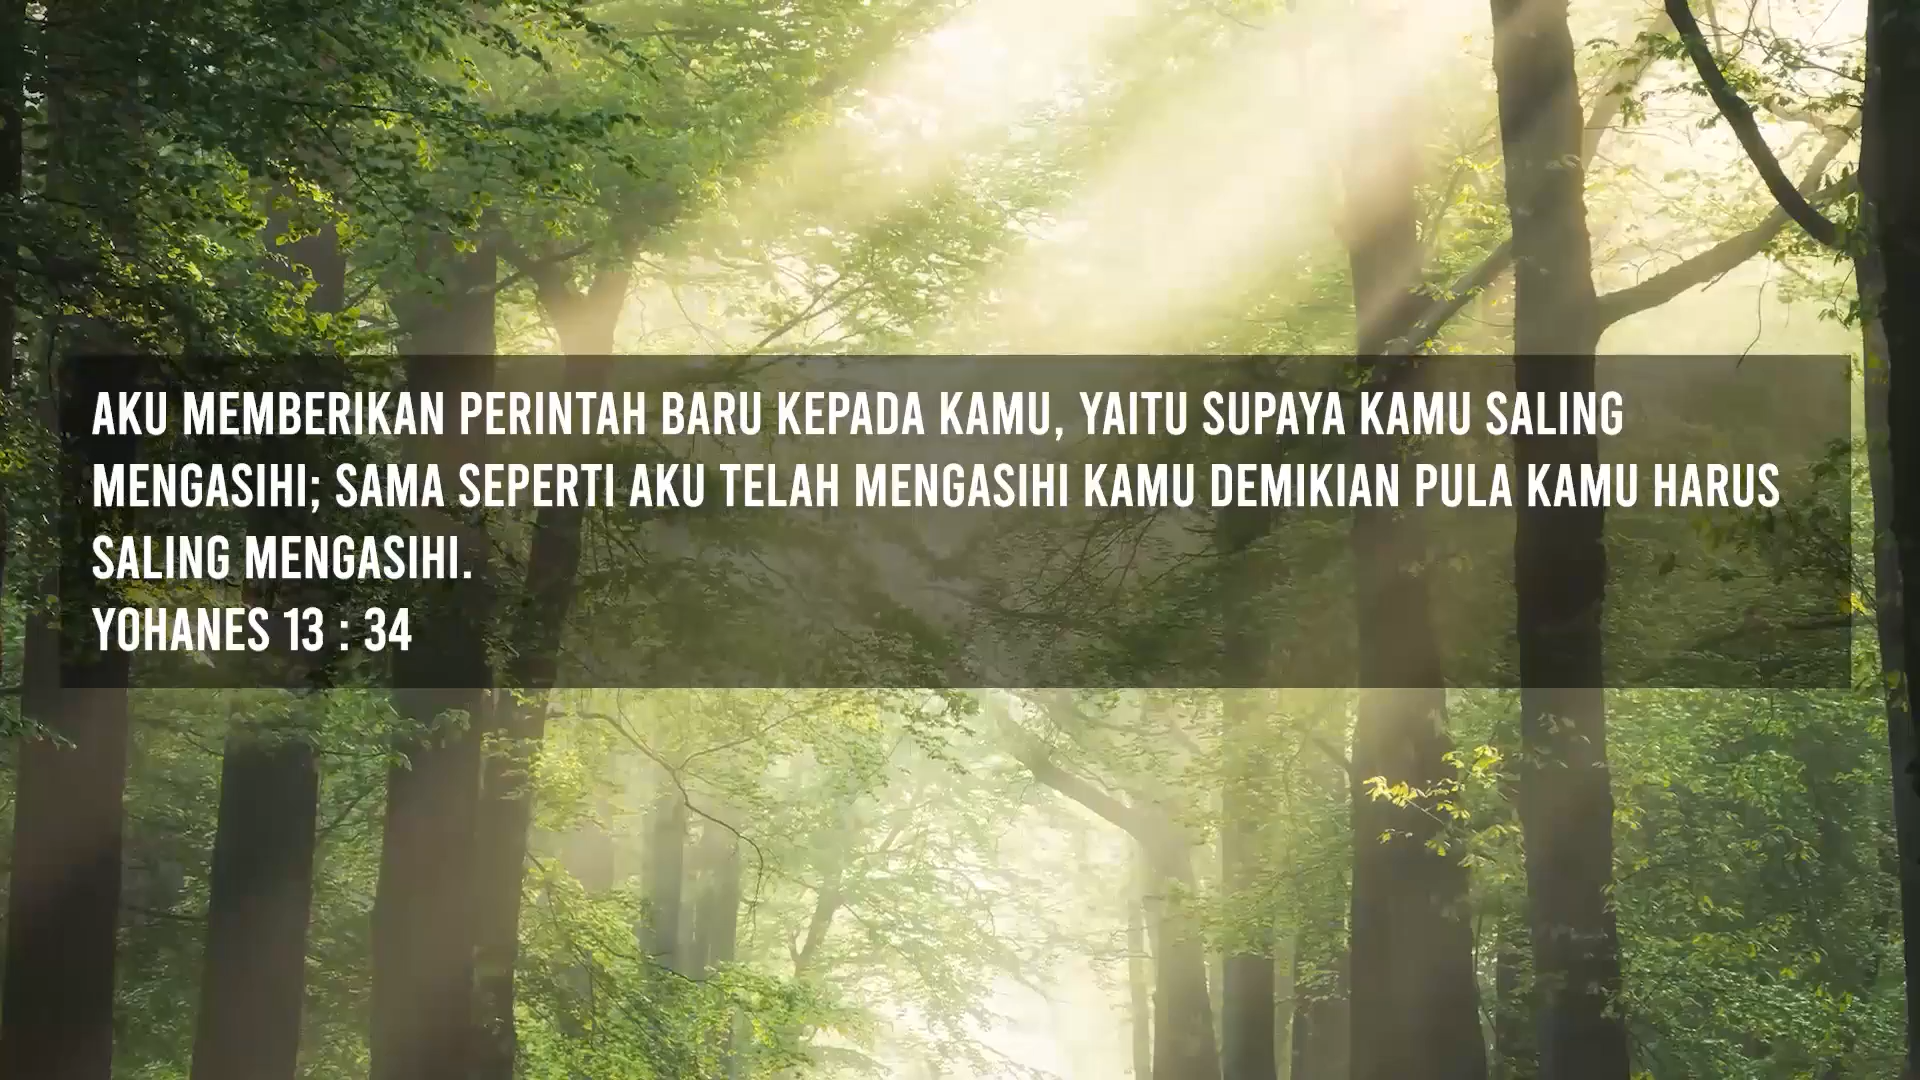 AKU MEMBERIKAN PERINTAH BARU KEPADA KAMU, YAITU SUPAYA KAMU SALING
MENGASIHI; SAMA SEPERTI AKU TELAH MENGASIHI KAMU DEMIKIAN PULA KAMU HARUS
SALING MENGASIHI.
YOHANES 13 : 34